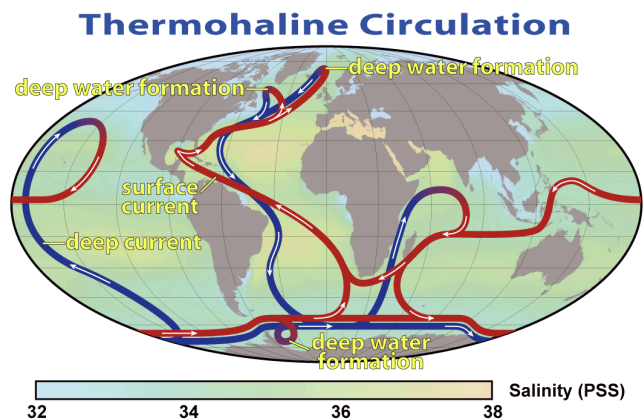 Thermohaline Circulation
deep water formation
deep water formation
surface
current
deep current
deep water
formation
Salinity (PSS)
32 34 36 38